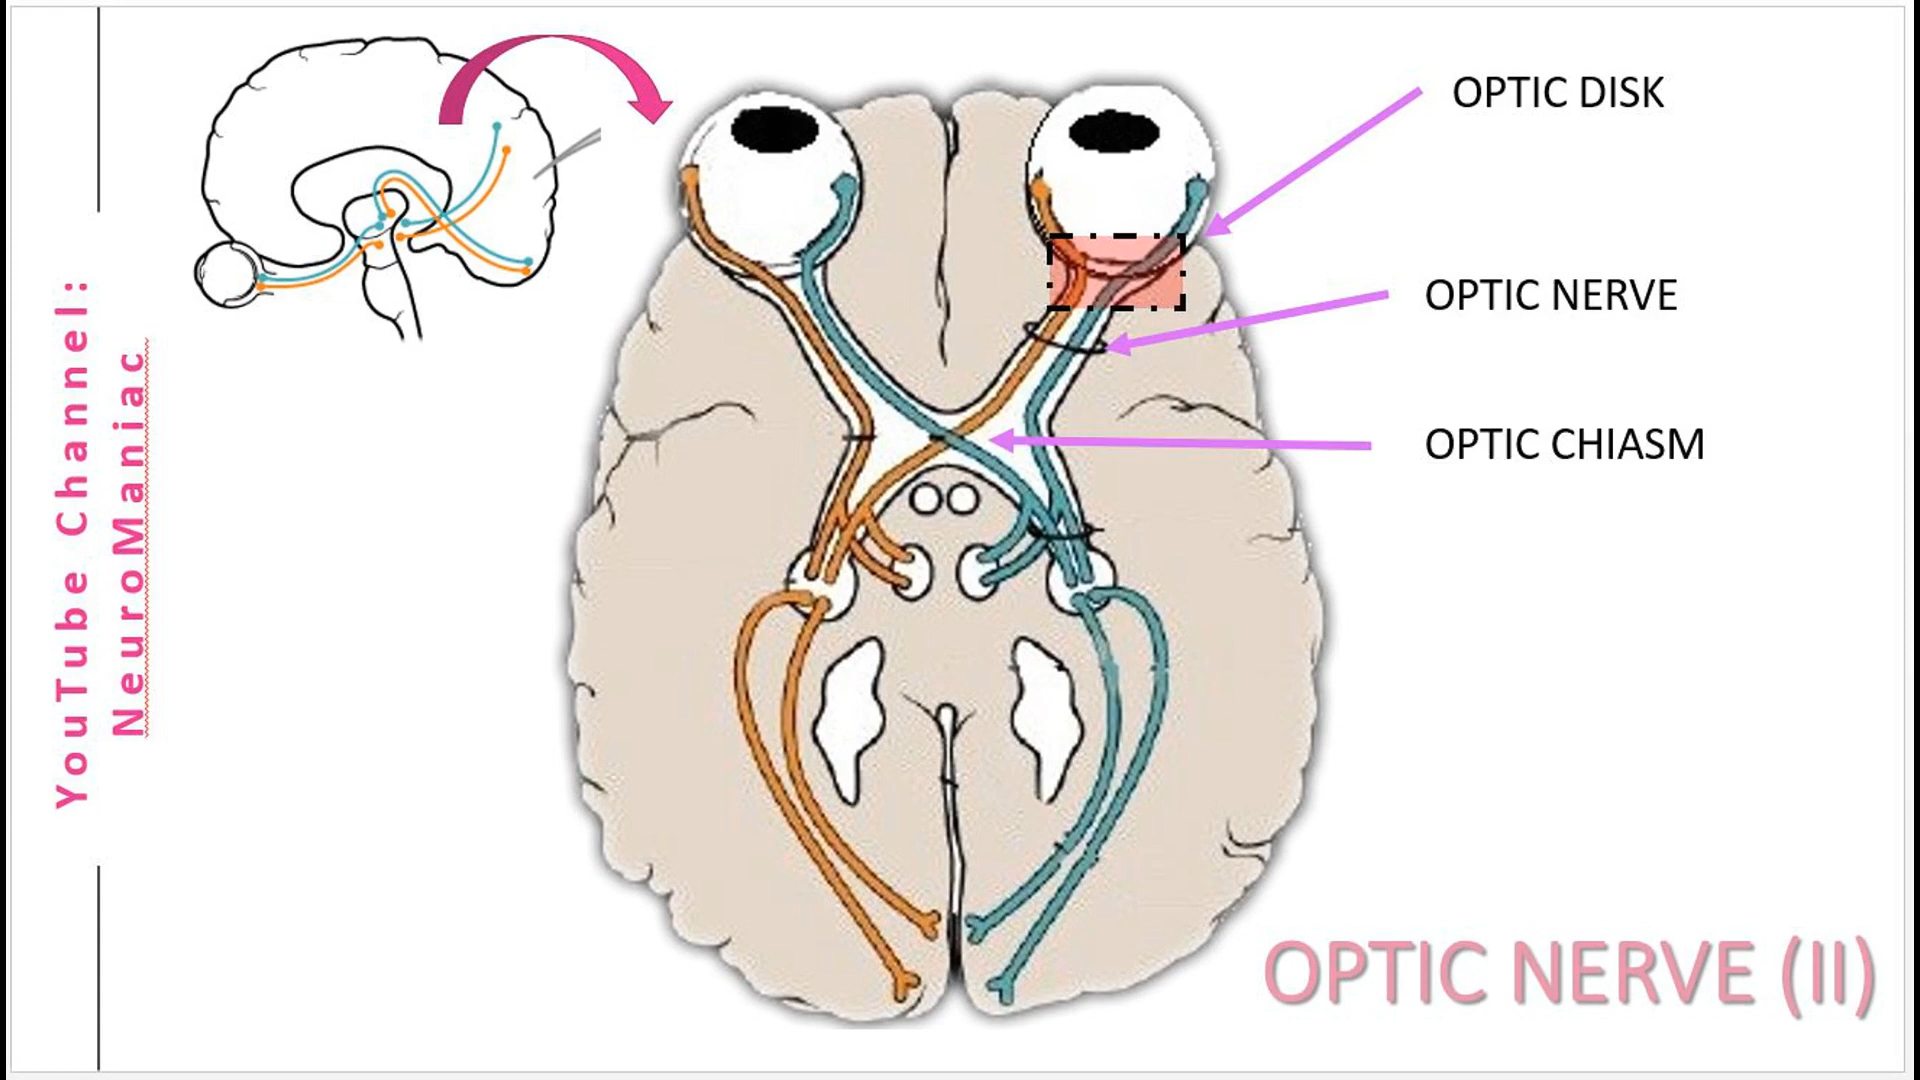 YouTube Channel:
NeuroManiac
OPTIC DISK
OPTIC NERVE
OPTIC CHIASM
OPTIC NERVE (II)